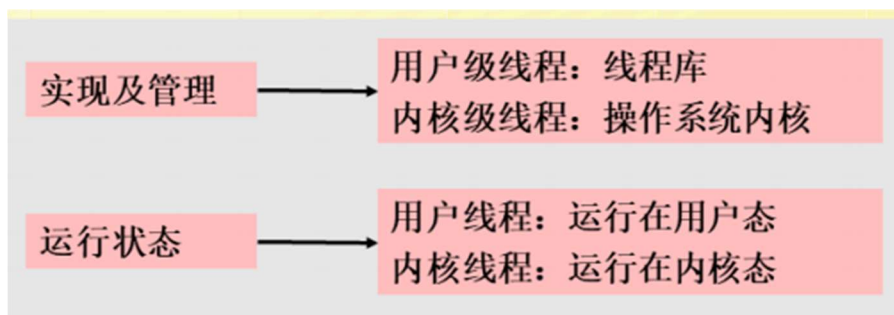 实现及管理
用户级线程：线程库
内核级线程：操作系统内核
运行状态
用户线程：运行在用户态
内核线程：运行在内核态